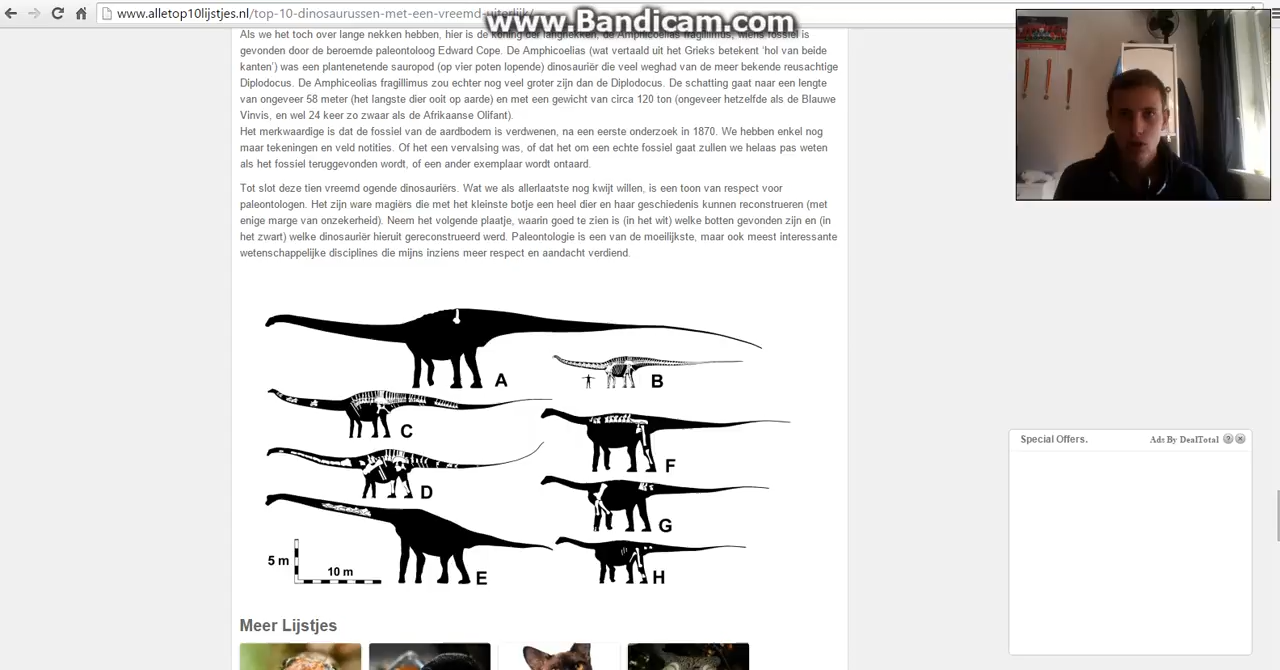 www.alletop10lijstjes.nl/top-10-dinosaurussen-met-een-vreemd-uiterlijk/
www.Bandicam.com
Als we het toch over lange nekken hebben, hier is de koning der langnekken, de Amphicoelias fragillimus, wiens fossiel is
gevonden door de beroemde paleontoloog Edward Cope. De Amphicoelias (wat vertaald uit het Grieks betekent ‘hol van beide
kanten’) was een plantenetende sauropod (op vier poten lopende) dinosauriër die veel weghad van de meer bekende reusachtige
Diplodocus. De Amphiceolias fragillimus zou echter nog veel groter zijn dan de Diplodocus. De schatting gaat naar een lengte
van ongeveer 58 meter (het langste dier ooit op aarde) en met een gewicht van circa 120 ton (ongeveer hetzelfde als de Blauwe
Vinvis, en wel 24 keer zo zwaar als de Afrikaanse Olifant).
Het merkwaardige is dat de fossiel van de aardbodem is verdwenen, na een eerste onderzoek in 1870. We hebben enkel nog
maar tekeningen en veld notities. Of het een vervalsing was, of dat het om een echte fossiel gaat zullen we helaas pas weten
als het fossiel teruggevonden wordt, of een ander exemplaar wordt ontaard.
Tot slot deze tien vreemd ogende dinosauriërs. Wat we als allerlaatste nog kwijt willen, is een toon van respect voor
paleontologen. Het zijn ware magiërs die met het kleinste botje een heel dier en haar geschiedenis kunnen reconstrueren (met
enige marge van onzekerheid). Neem het volgende plaatje, waarin goed te zien is (in het wit) welke botten gevonden zijn en (in
het zwart) welke dinosauriër hieruit gereconstrueerd werd. Paleontologie is een van de moeilijkste, maar ook meest interessante
wetenschappelijke disciplines die mijns inziens meer respect en aandacht verdiend.
A
B
C
D
E
F
G
H
5 m
10 m
Special Offers.
Ads By DealTotal
Meer Lijstjes